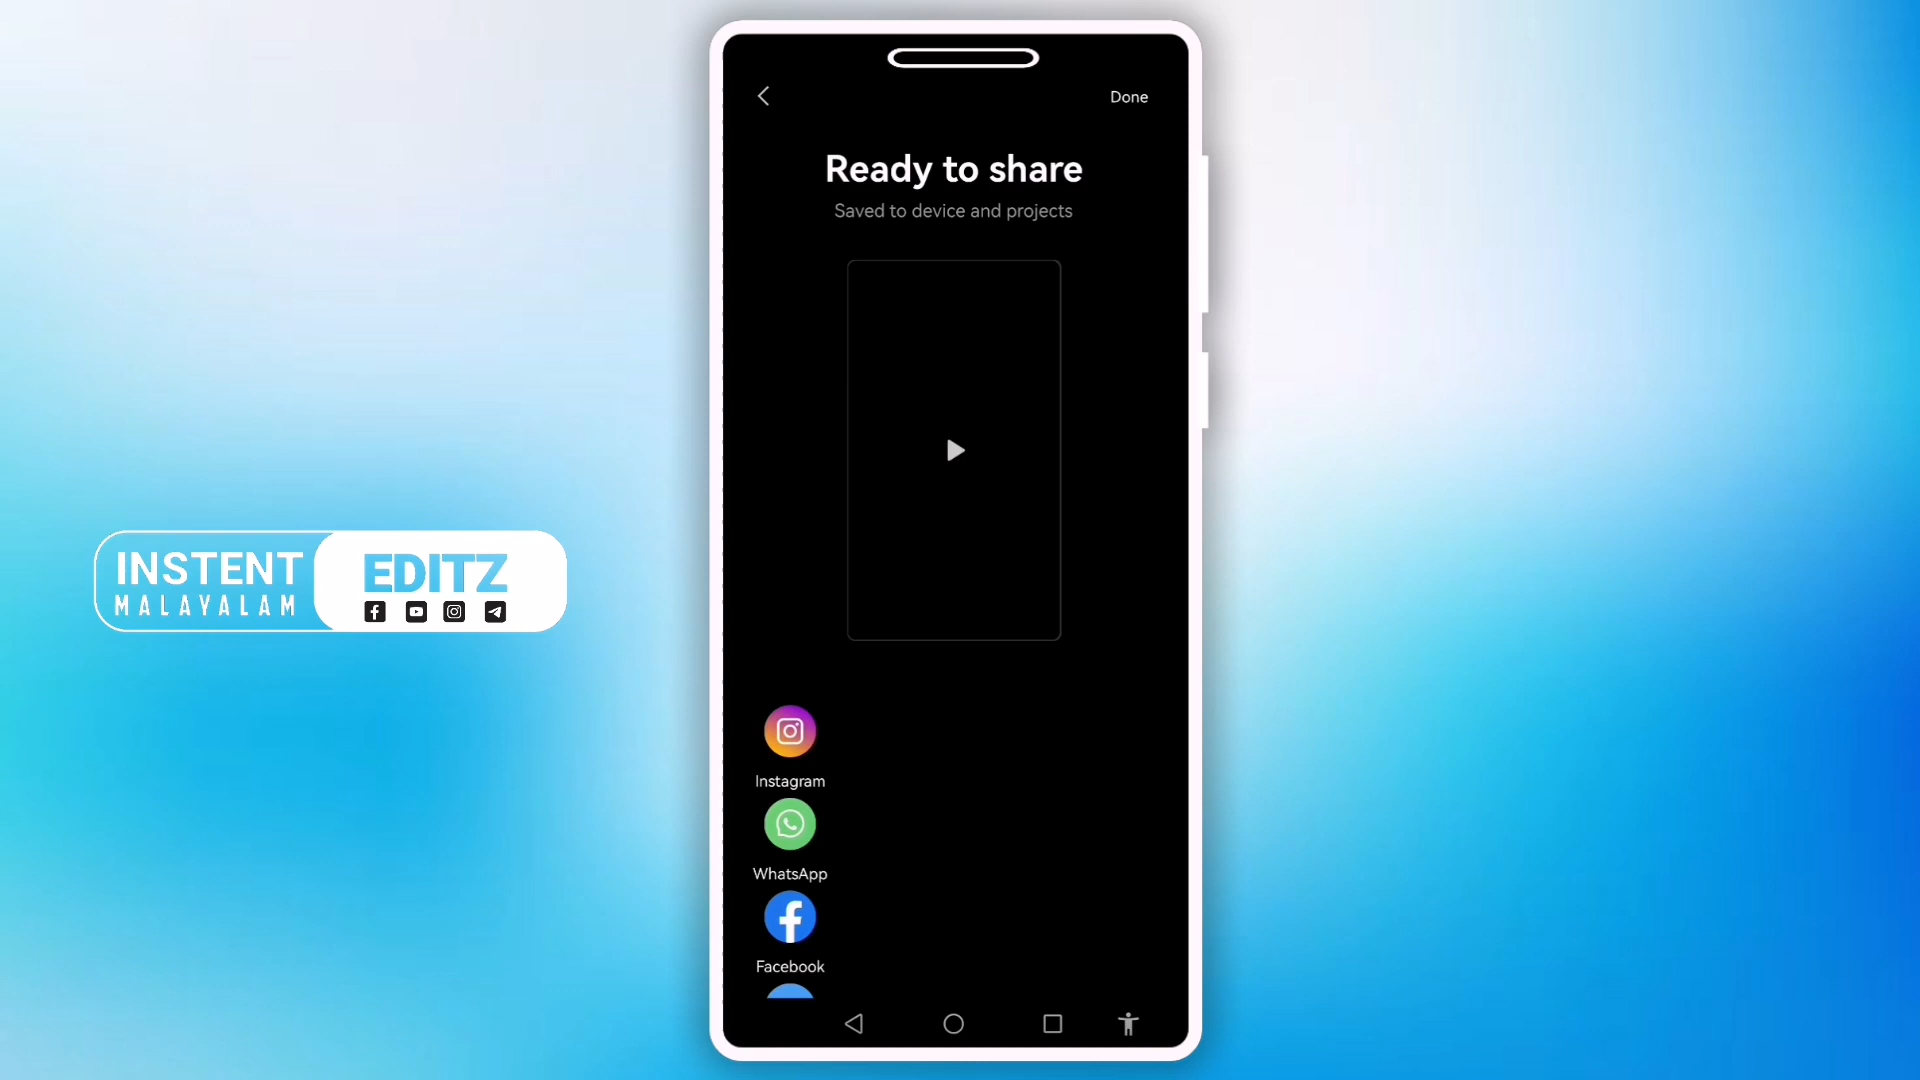 Done
Ready to share
Saved to device and projects
INSTENT
MALAYALAM
EDITZ
Instagram
WhatsApp
Facebook